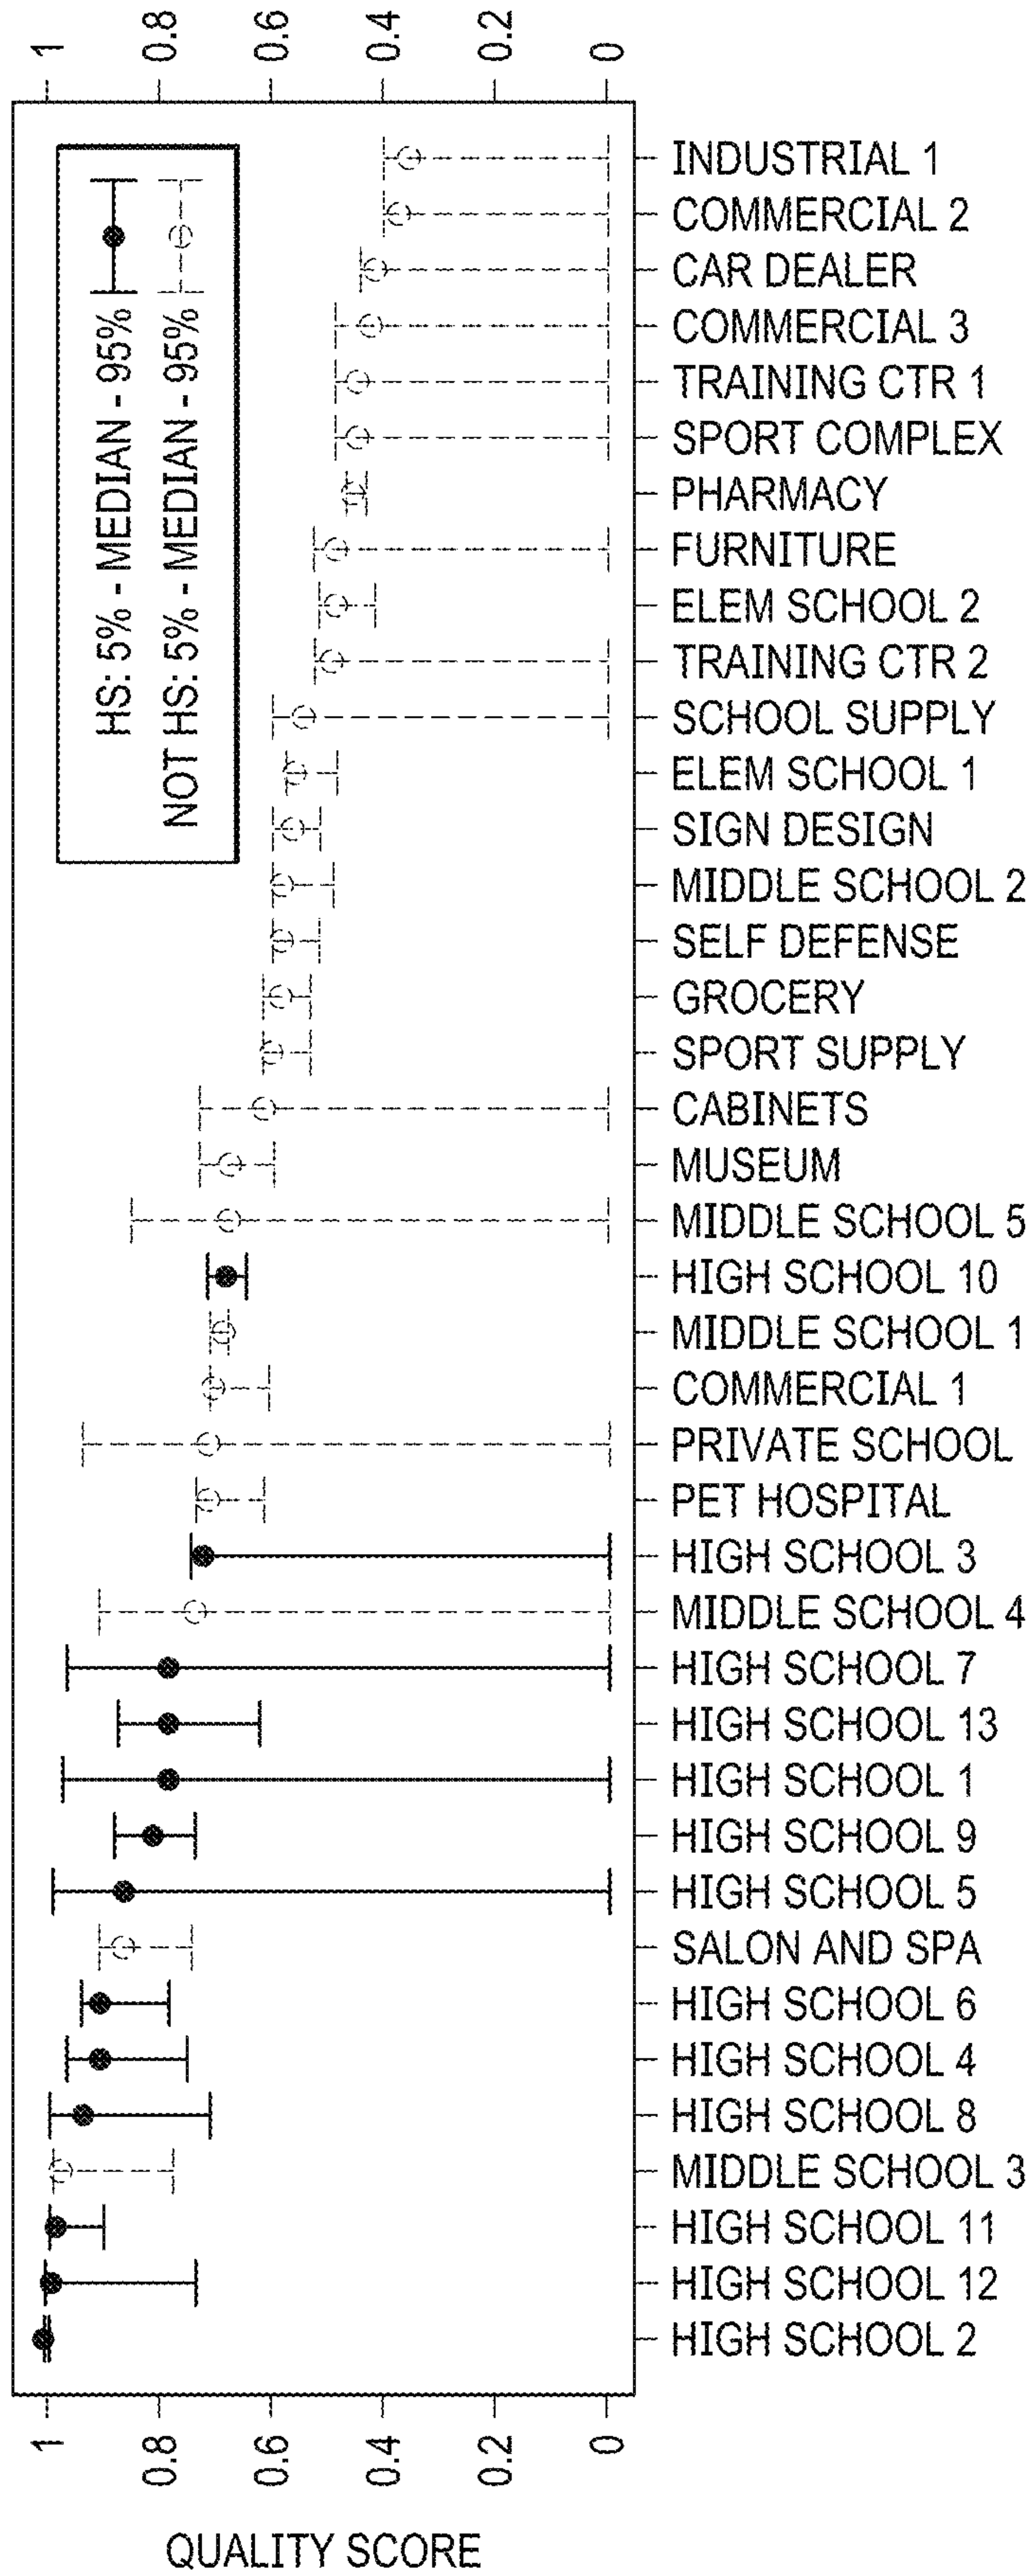 1
0.8
0.6
0.4
0.2
0
HS: 5% - MEDIAN - 95%
NOT HS: 5% - MEDIAN - 95%
INDUSTRIAL 1
COMMERCIAL 2
CAR DEALER
COMMERCIAL 3
TRAINING CTR 1
SPORT COMPLEX
PHARMACY
FURNITURE
ELEM SCHOOL 2
TRAINING CTR 2
SCHOOL SUPPLY
ELEM SCHOOL 1
SIGN DESIGN
MIDDLE SCHOOL 2
SELF DEFENSE
GROCERY
SPORT SUPPLY
CABINETS
MUSEUM
MIDDLE SCHOOL 5
HIGH SCHOOL 10
MIDDLE SCHOOL 1
COMMERCIAL 1
PRIVATE SCHOOL
PET HOSPITAL
HIGH SCHOOL 3
MIDDLE SCHOOL 4
HIGH SCHOOL 7
HIGH SCHOOL 13
HIGH SCHOOL 1
HIGH SCHOOL 9
HIGH SCHOOL 5
SALON AND SPA
HIGH SCHOOL 6
HIGH SCHOOL 4
HIGH SCHOOL 8
MIDDLE SCHOOL 3
HIGH SCHOOL 11
HIGH SCHOOL 12
HIGH SCHOOL 2
1
0.8
0.6
0.4
0.2
0
QUALITY SCORE